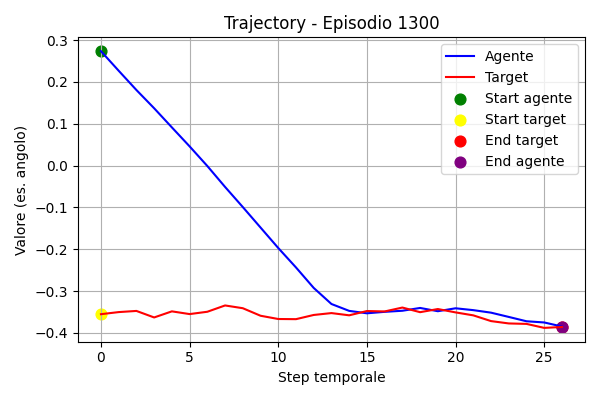 Trajectory - Episodio 1300
0.3
0.2
0.1
0.0
−0.1
−0.2
−0.3
−0.4
Valore (es. angolo)
Agente
Target
Start agente
Start target
End target
End agente
0 5 10 15 20 25
Step temporale